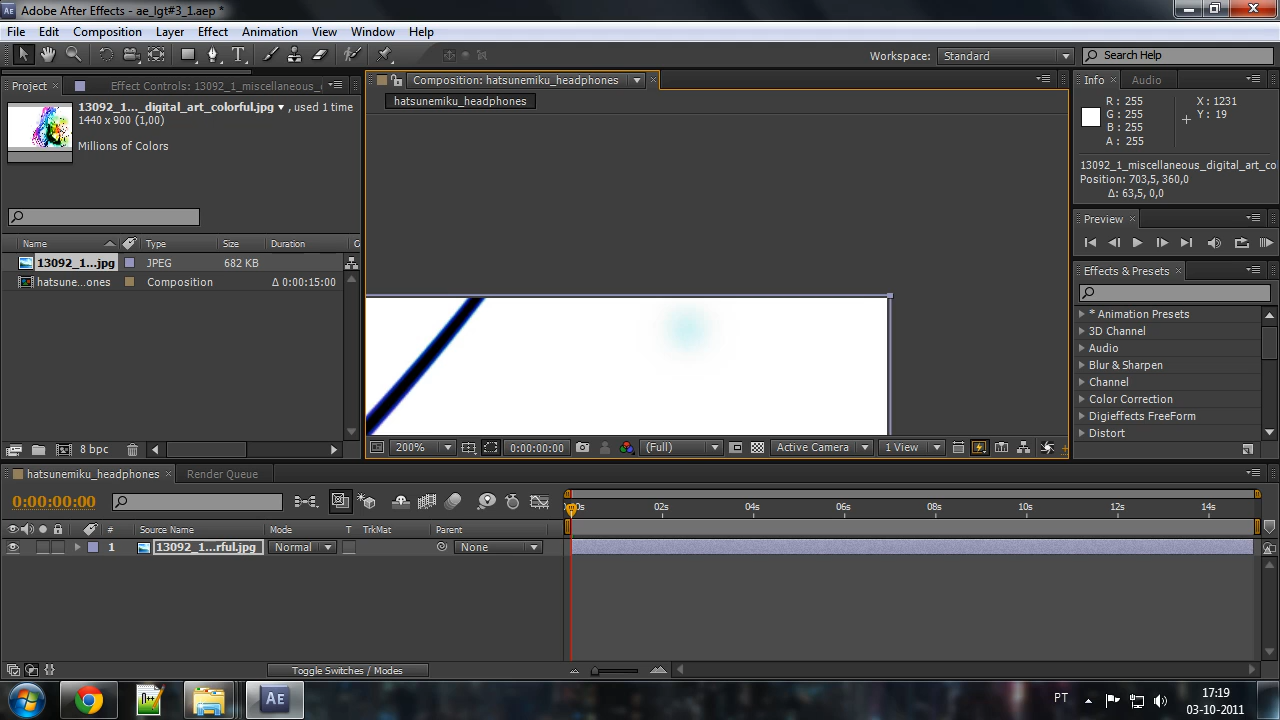 Adobe After Effects - ae_lgt#3_1.aep *
File Edit Composition Layer Effect Animation View Window Help
Workspace: Standard Search Help
Project Effect Controls: 13092_1_miscellaneous_
Composition: hatsunemiku_headphones
Info Audio
13092_1..._digital_art_colorful.jpg , used 1 time
1440 x 900 (1,00)
Millions of Colors
hatsunemiku_headphones
R: 255
G: 255
B: 255
A: 255
X: 1231
Y: 19
13092_1_miscellaneous_digital_art_co
Position: 703,5, 360,0
Δ: 63,5, 0,0
Preview
Name Type Size Duration
13092_1...jpg JPEG 682 KB
hatsune...ones Composition Δ 0:00:15:00
Effects & Presets
* Animation Presets
3D Channel
Audio
Blur & Sharpen
Channel
Color Correction
Digieffects FreeForm
Distort
8 bpc
200% 0:00:00:00 (Full) Active Camera 1 View
hatsunemiku_headphones Render Queue
0:00:00:00
02s 04s 06s 08s 10s 12s 14s
# Source Name Mode T TrkMat Parent
1 13092_1...rful.jpg Normal None
Toggle Switches / Modes
AE
PT
17:19
03-10-2011